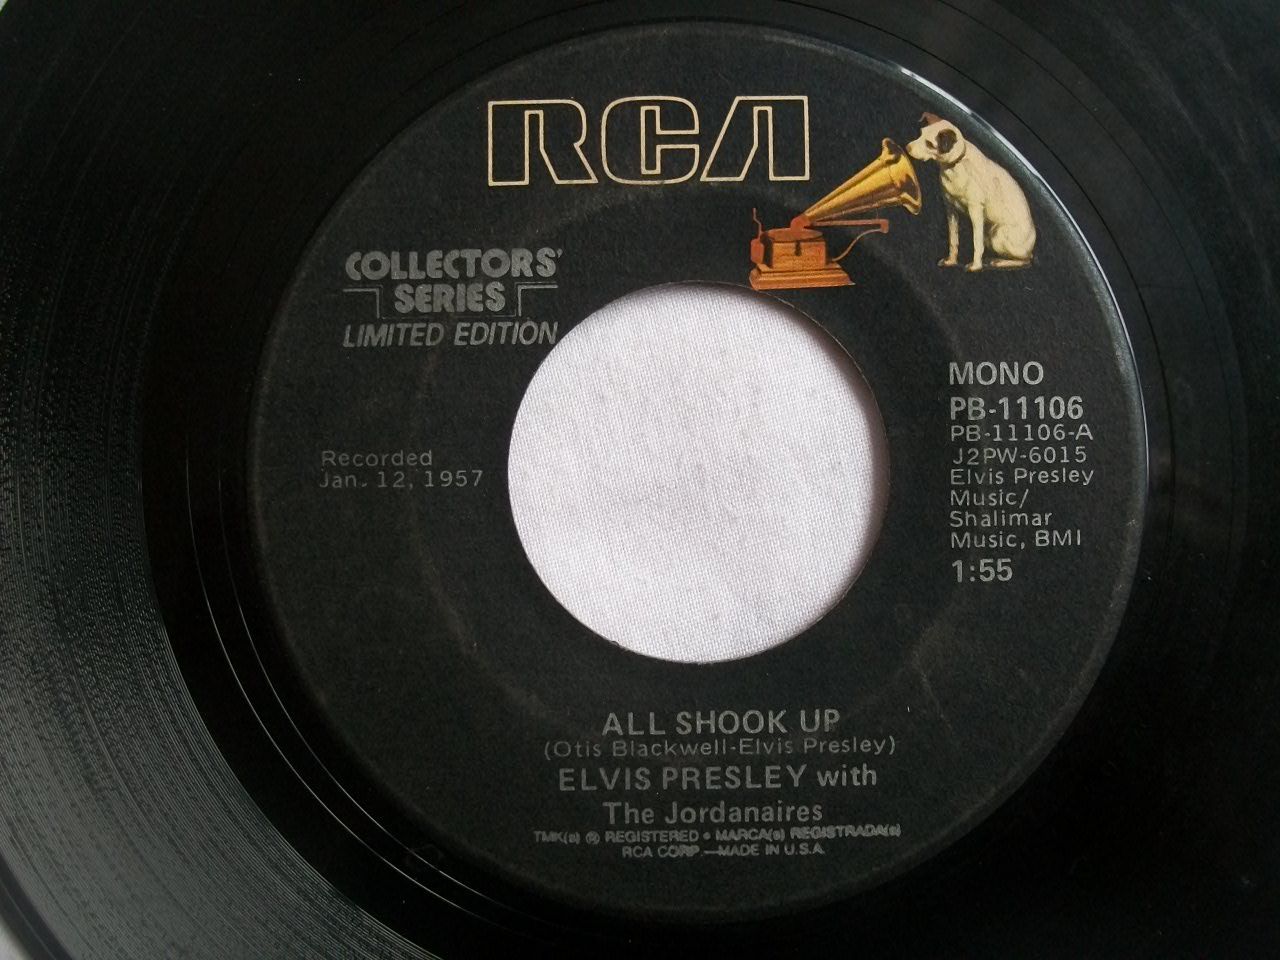 RCA
COLLECTORS'
SERIES
LIMITED EDITION
Recorded
Jan. 12, 1957
MONO
PB-11106
PB-11106-A
J2PW-6015
Elvis Presley
Music/
Shalimar
Music, BMI
1:55
ALL SHOOK UP
(Otis Blackwell-Elvis Presley)
ELVIS PRESLEY with
The Jordanaires
TMK(s) ® REGISTERED • MARCA(s) REGISTRADA(s)
RCA CORP.—MADE IN U.S.A.